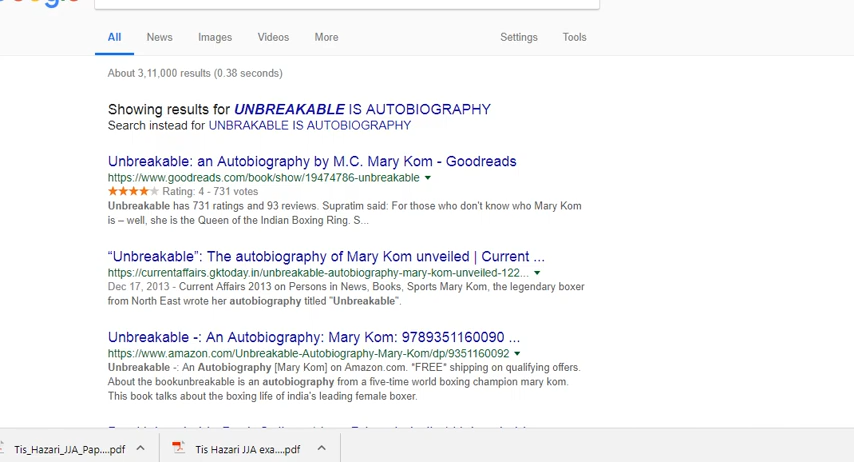 All News Images Videos More Settings Tools
About 3,11,000 results (0.38 seconds)
Showing results for UNBREAKABLE IS AUTOBIOGRAPHY
Search instead for UNBRAKABLE IS AUTOBIOGRAPHY
Unbreakable: an Autobiography by M.C. Mary Kom - Goodreads
https://www.goodreads.com/book/show/19474786-unbreakable
Rating: 4 - 731 votes
Unbreakable has 731 ratings and 93 reviews. Supratim said: For those who don't know who Mary Kom
is – well, she is the Queen of the Indian Boxing Ring. S...
“Unbreakable”: The autobiography of Mary Kom unveiled | Current ...
https://currentaffairs.gktoday.in/unbreakable-autobiography-mary-kom-unveiled-122...
Dec 17, 2013 - Current Affairs 2013 on Persons in News, Books, Sports Mary Kom, the legendary boxer
from North East wrote her autobiography titled "Unbreakable".
Unbreakable -: An Autobiography: Mary Kom: 9789351160090 ...
https://www.amazon.com/Unbreakable-Autobiography-Mary-Kom/dp/9351160092
Unbreakable -: An Autobiography [Mary Kom] on Amazon.com. *FREE* shipping on qualifying offers.
About the bookunbreakable is an autobiography from a five-time world boxing champion mary kom.
This book talks about the boxing life of india's leading female boxer.
Tis_Hazari_JJA_Pap....pdf Tis Hazari JJA exa....pdf